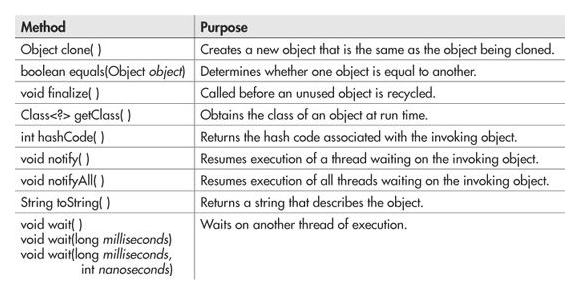 Method Purpose
Object clone( ) Creates a new object that is the same as the object being cloned.
boolean equals(Object object) Determines whether one object is equal to another.
void finalize( ) Called before an unused object is recycled.
Class<?> getClass( ) Obtains the class of an object at run time.
int hashCode( ) Returns the hash code associated with the invoking object.
void notify( ) Resumes execution of a thread waiting on the invoking object.
void notifyAll( ) Resumes execution of all threads waiting on the invoking object.
String toString( ) Returns a string that describes the object.
void wait( ) Waits on another thread of execution.
void wait(long milliseconds)
void wait(long milliseconds,
int nanoseconds)